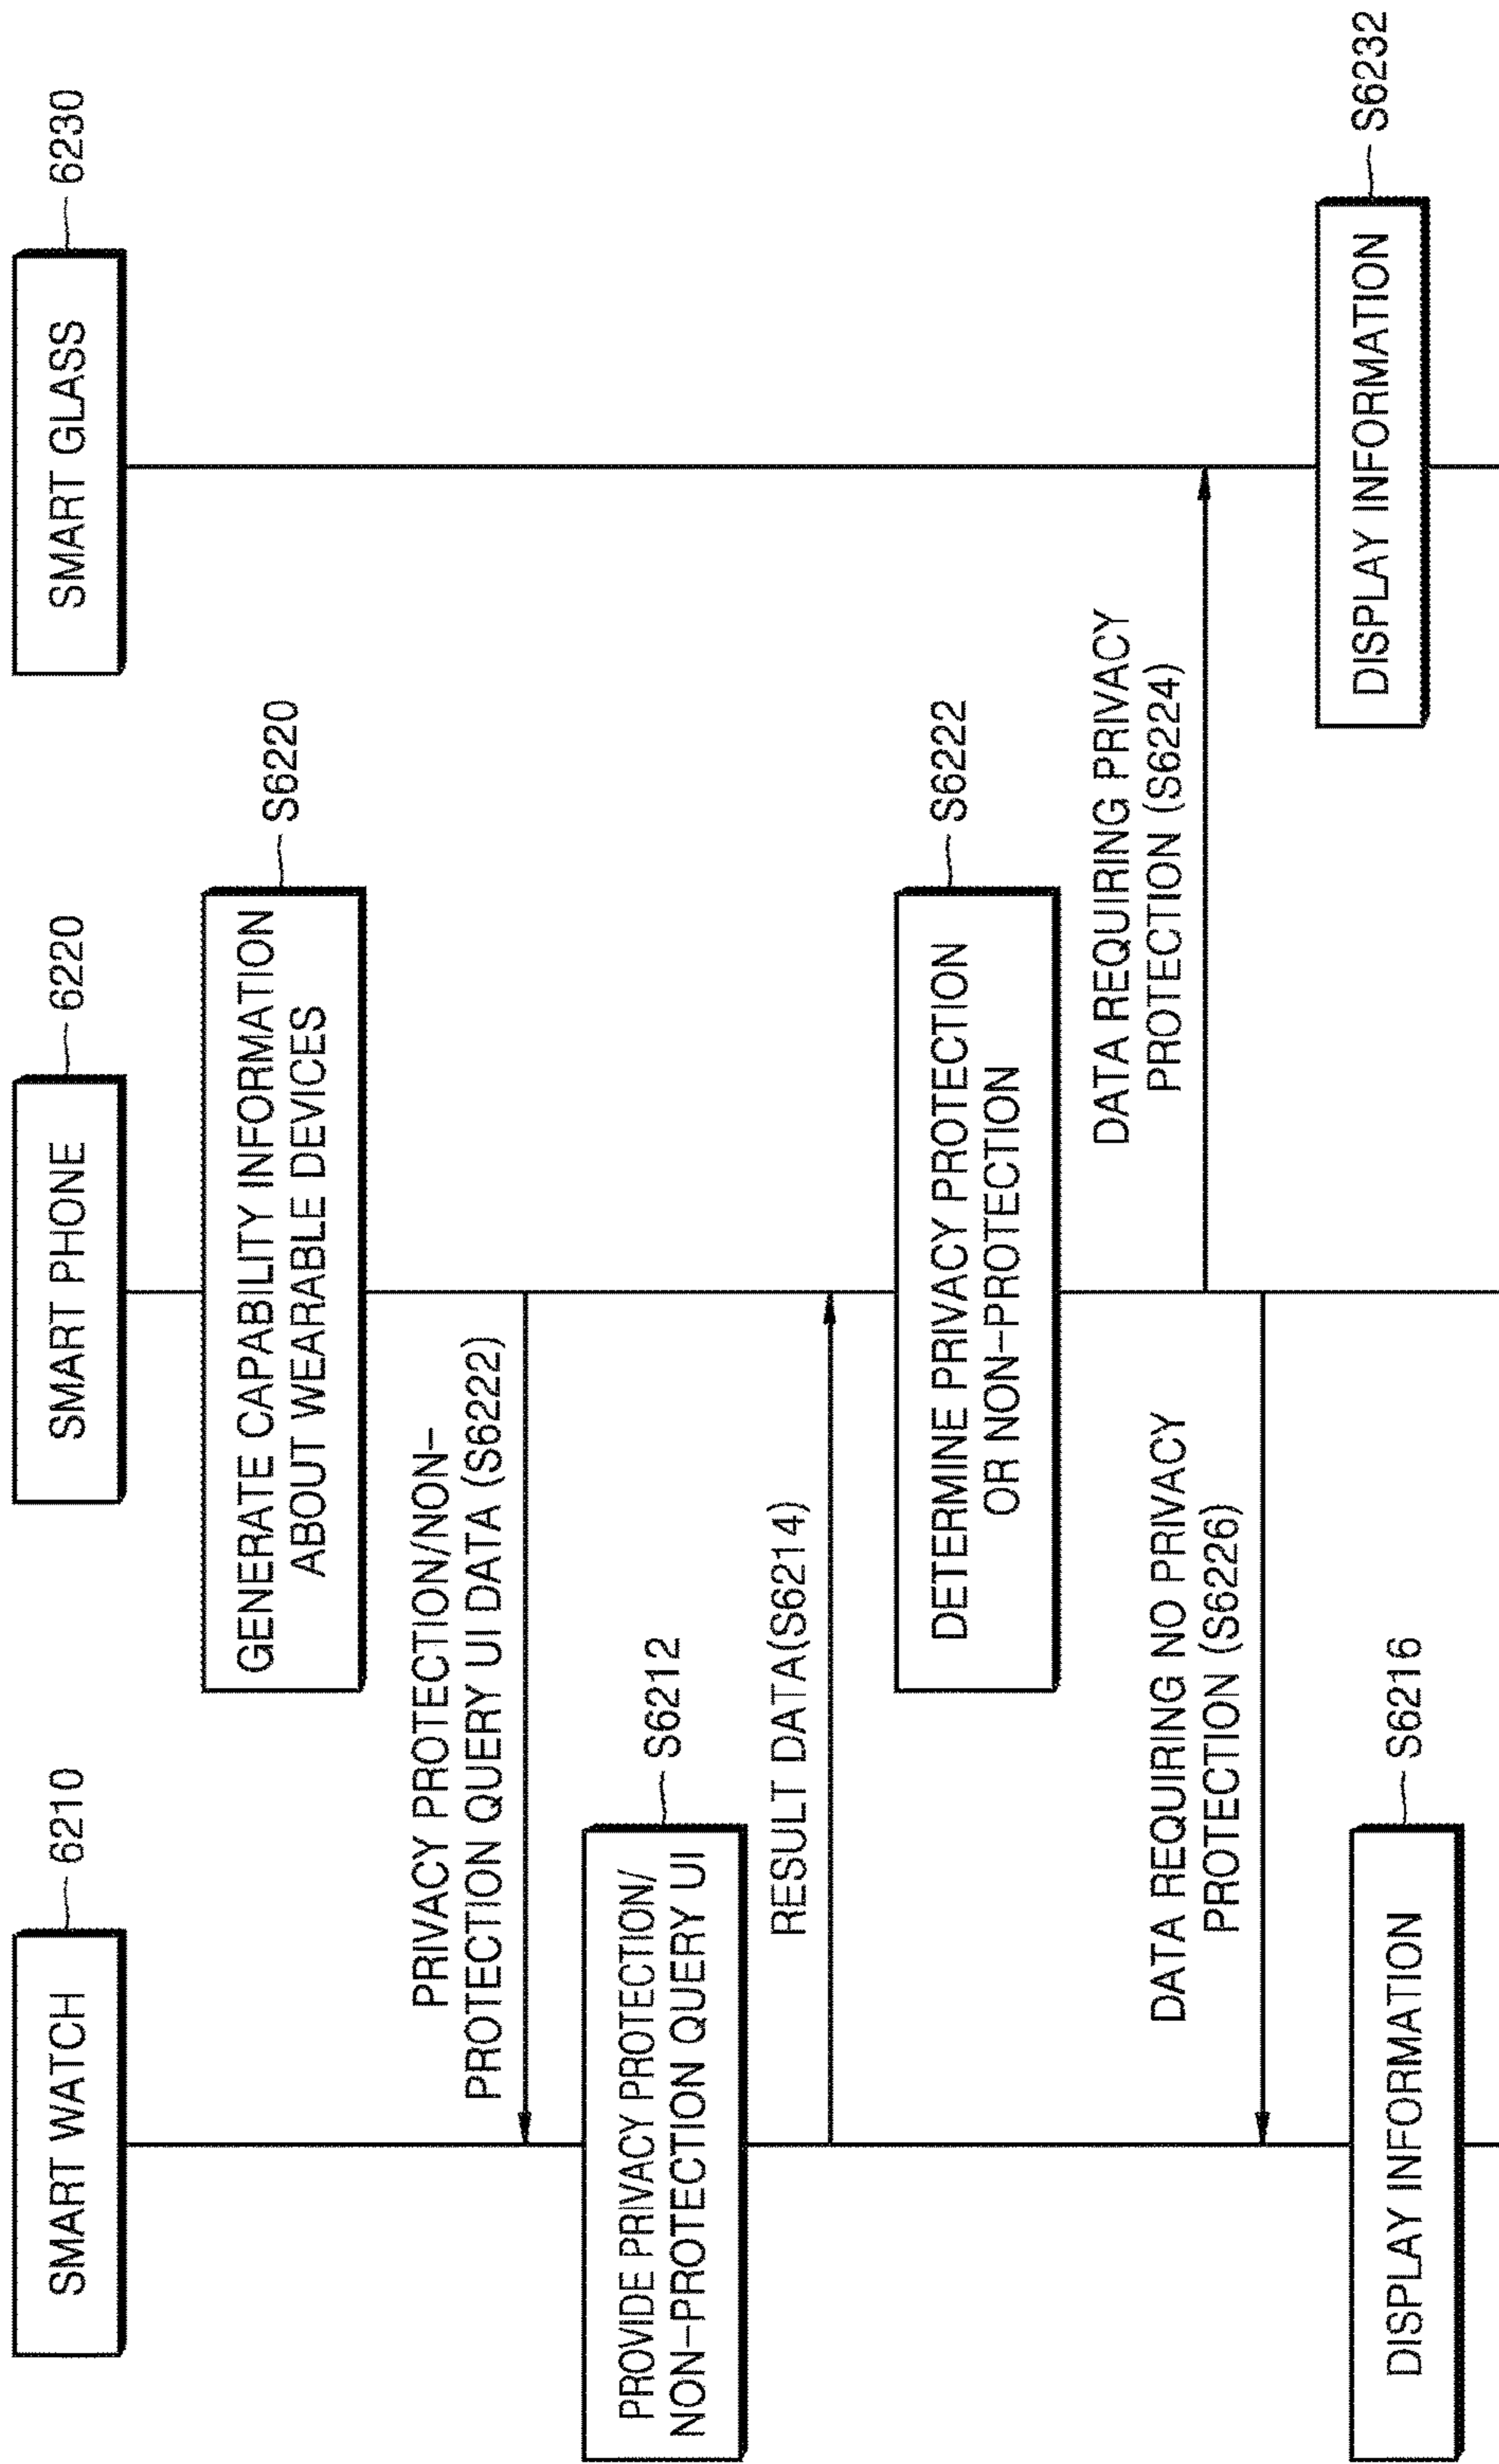 SMART WATCH
6210
SMART PHONE
6220
SMART GLASS
6230
GENERATE CAPABILITY INFORMATION
ABOUT WEARABLE DEVICES
S6220
PRIVACY PROTECTION/NON-
PROTECTION QUERY UI DATA (S6222)
PROVIDE PRIVACY PROTECTION/
NON-PROTECTION QUERY UI
S6212
RESULT DATA(S6214)
DETERMINE PRIVACY PROTECTION
OR NON-PROTECTION
S6222
DATA REQUIRING PRIVACY
PROTECTION (S6224)
DATA REQUIRING NO PRIVACY
PROTECTION (S6226)
DISPLAY INFORMATION
S6232
DISPLAY INFORMATION
S6216